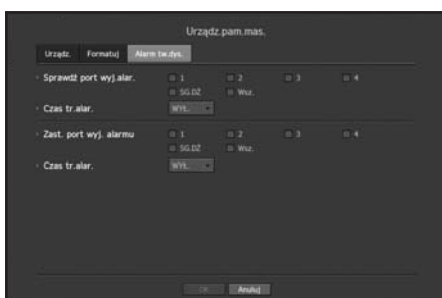 Urządz.pam.mas.
Urządz. Formatuj Alarm tw.dys.
Sprawdź port wyj.alar. 1 2 3 4
SG.DŹ Wsz.
Czas tr.alar. WYŁ.
Zast. port wyj. alarmu 1 2 3 4
SG.DŹ Wsz.
Czas tr.alar. WYŁ.
OK Anuluj